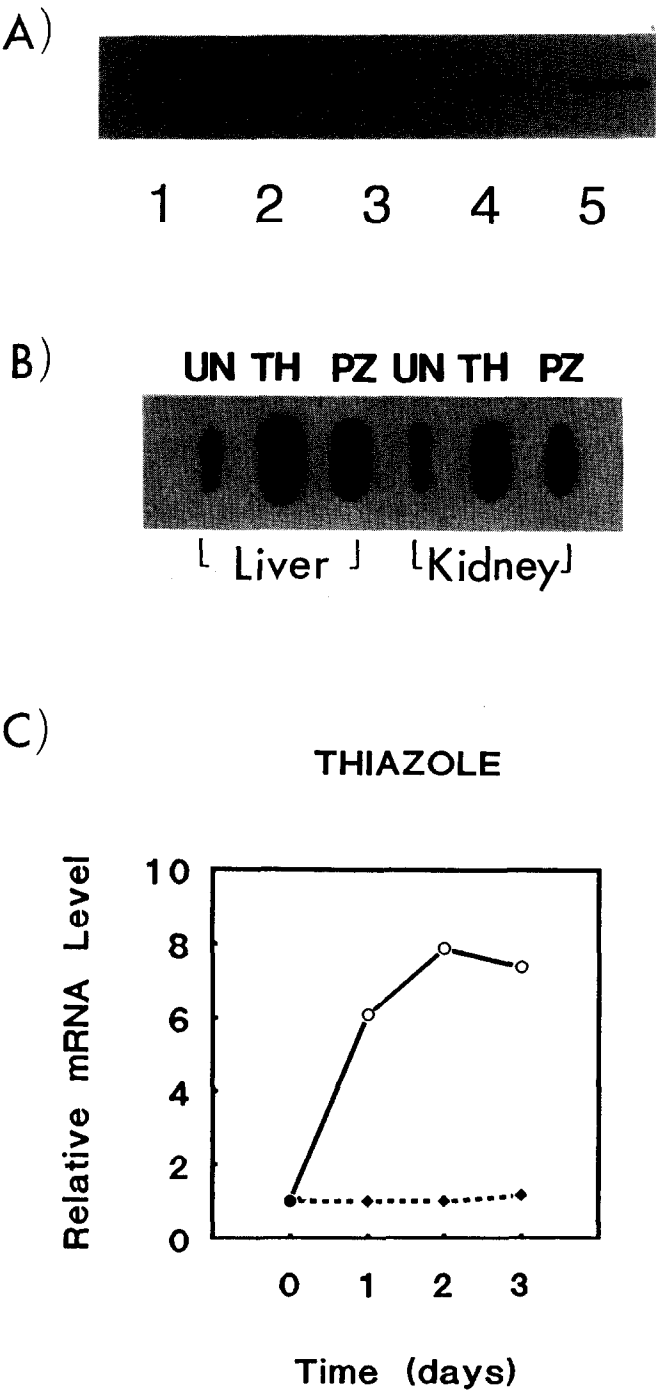 A)
1 2 3 4 5
B)
UN TH PZ UN TH PZ
Liver Kidney
C)
THIAZOLE
Relative mRNA Level
10
8
6
4
2
0
0 1 2 3
Time (days)